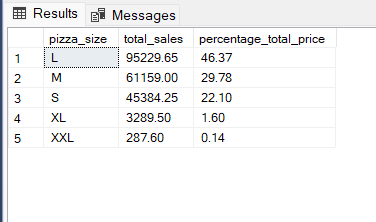 Results Messages
pizza_size total_sales percentage_total_price
1 L 95229.65 46.37
2 M 61159.00 29.78
3 S 45384.25 22.10
4 XL 3289.50 1.60
5 XXL 287.60 0.14